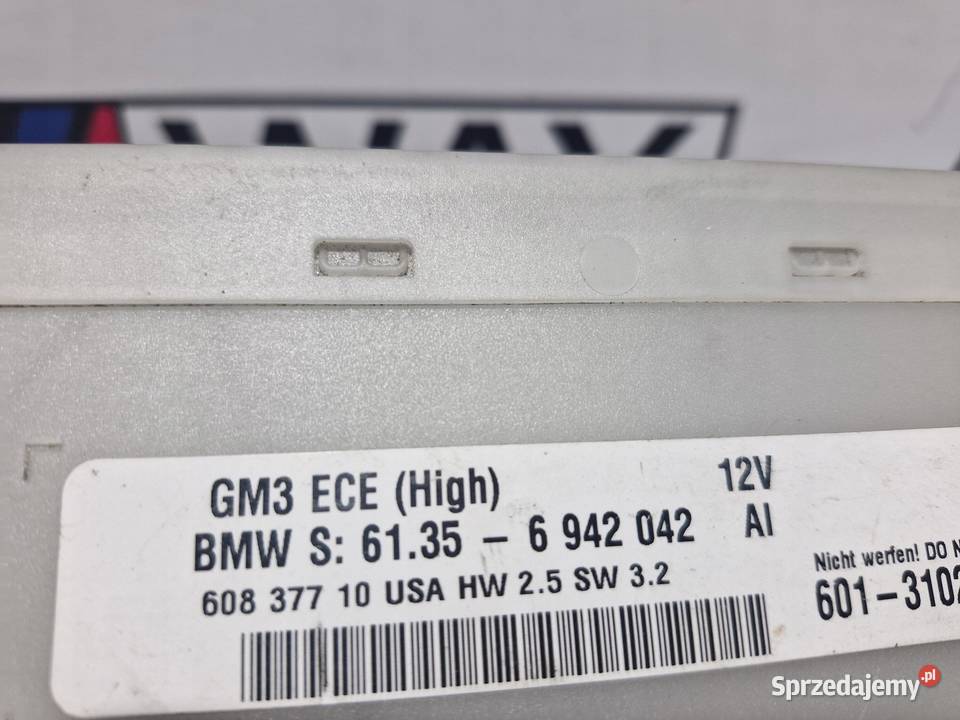 WAY
GM3 ECE (High) 12V
BMW S: 61.35 – 6 942 042 AI
608 377 10 USA HW 2.5 SW 3.2
Nicht werfen! DO
601–3102
Sprzedajemy.pl